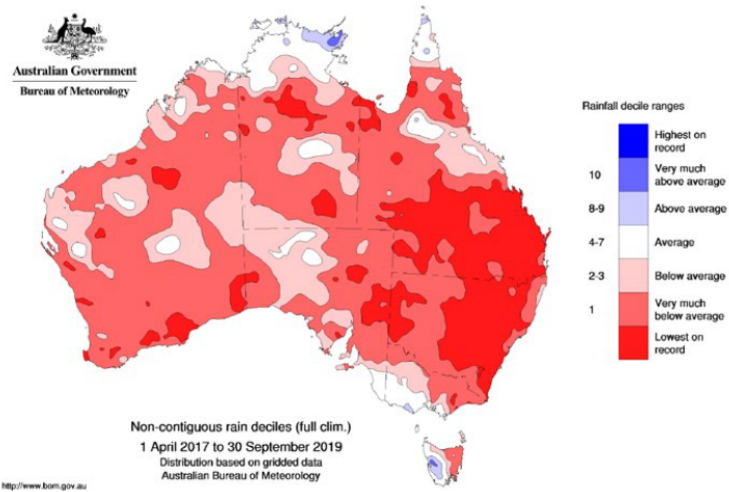 Australian Government
Bureau of Meteorology
Rainfall decile ranges
Highest on
record
10 Very much
above average
8-9 Above average
4-7 Average
2-3 Below average
1 Very much
below average
Lowest on
record
Non-contiguous rain deciles (full clim.)
1 April 2017 to 30 September 2019
Distribution based on gridded data
Australian Bureau of Meteorology
http://www.bom.gov.au